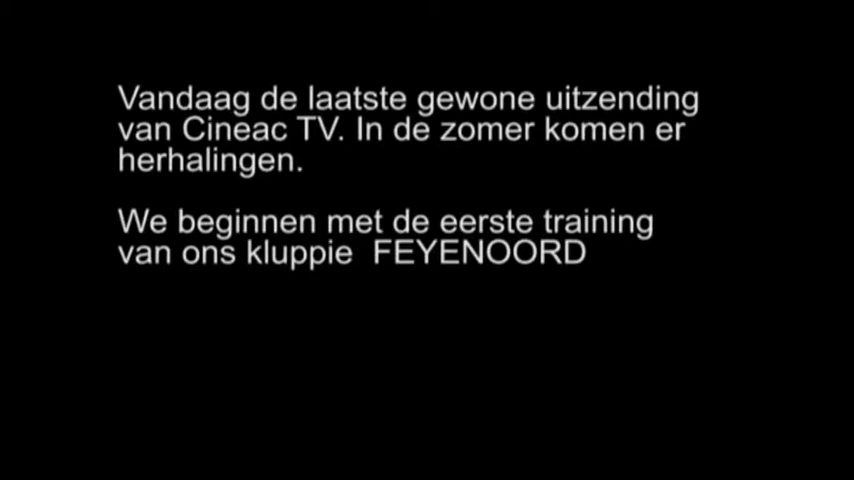 Vandaag de laatste gewone uitzending
van Cineac TV. In de zomer komen er
herhalingen.
We beginnen met de eerste training
van ons kluppie FEYENOORD